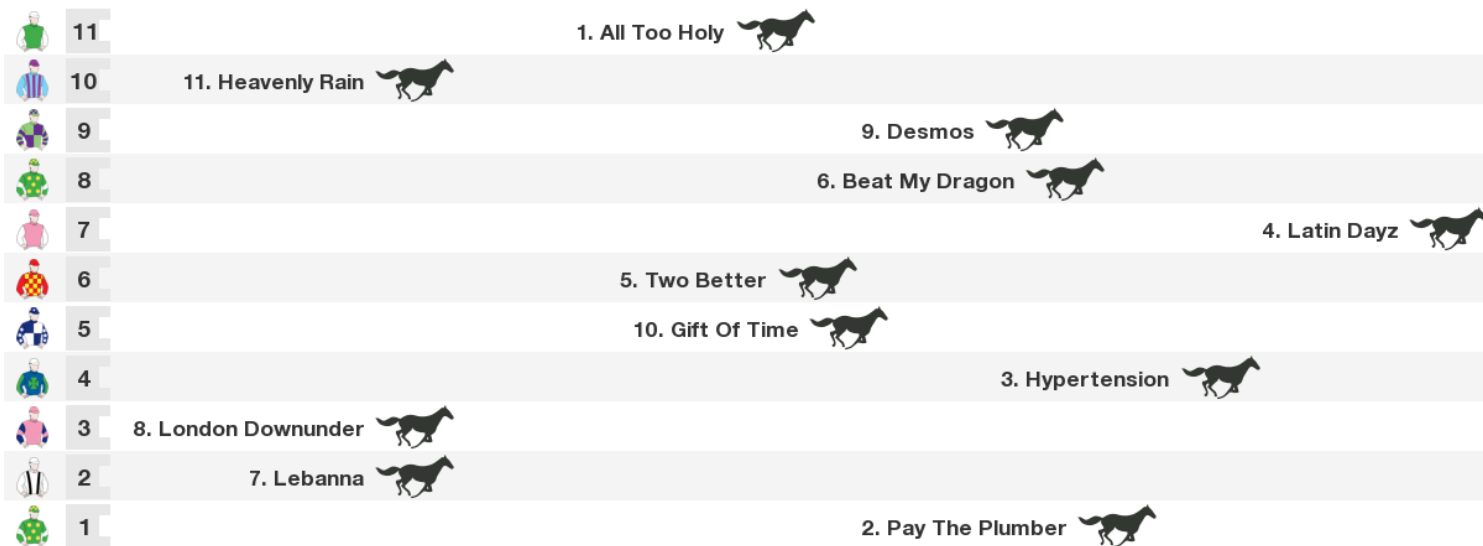 11 1. All Too Holy
10 11. Heavenly Rain
9 9. Desmos
8 6. Beat My Dragon
7 4. Latin Dayz
6 5. Two Better
5 10. Gift Of Time
4 3. Hypertension
3 8. London Downunder
2 7. Lebanna
1 2. Pay The Plumber